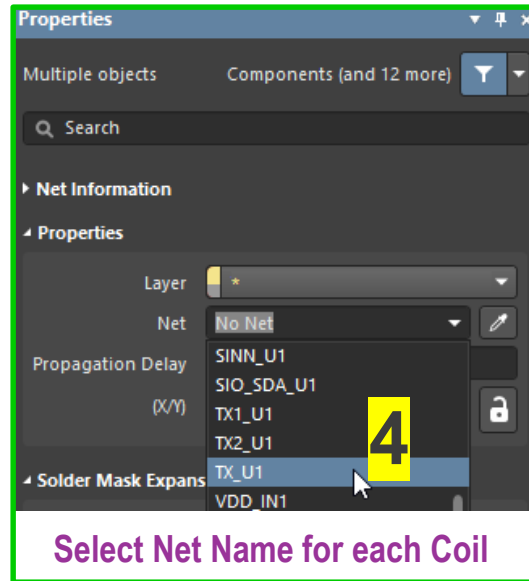 Properties
Multiple objects Components (and 12 more)
Search
Net Information
Properties
Layer *
Net No Net
SINN_U1
Propagation Delay
SIO_SDA_U1
(X/Y)
TX1_U1
TX2_U1
4
TX_U1
Solder Mask Expans
VDD_IN1
Select Net Name for each Coil